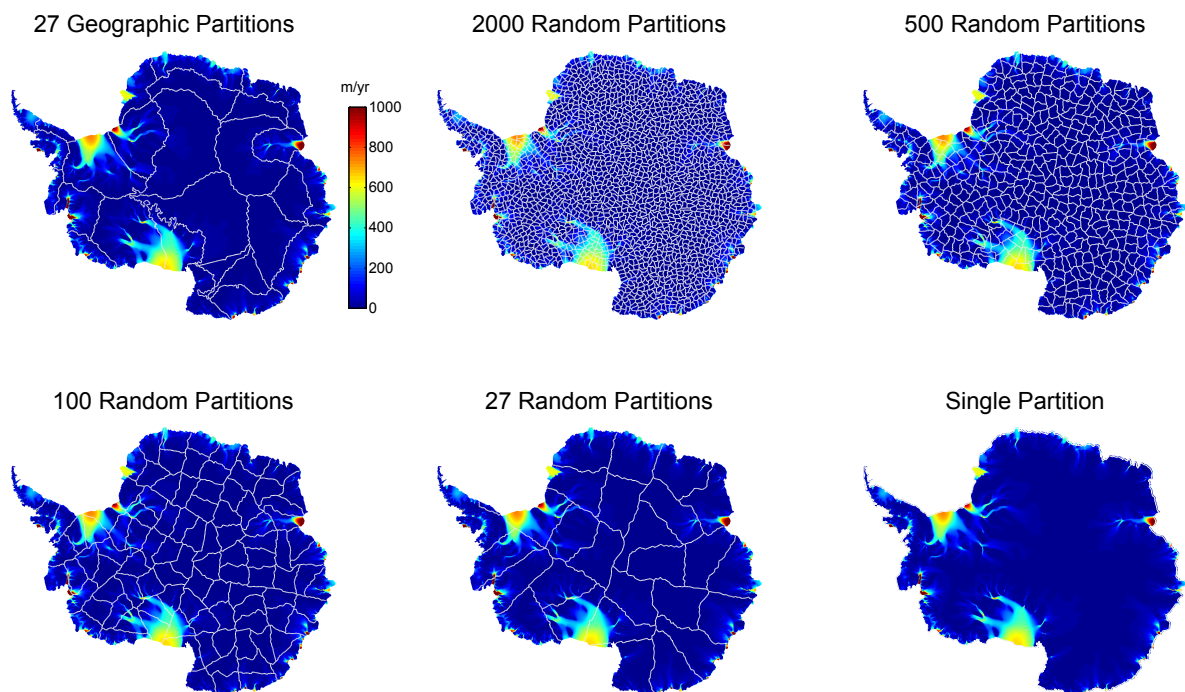 27 Geographic Partitions
2000 Random Partitions
500 Random Partitions
m/yr
1000
800
600
400
200
0
100 Random Partitions
27 Random Partitions
Single Partition